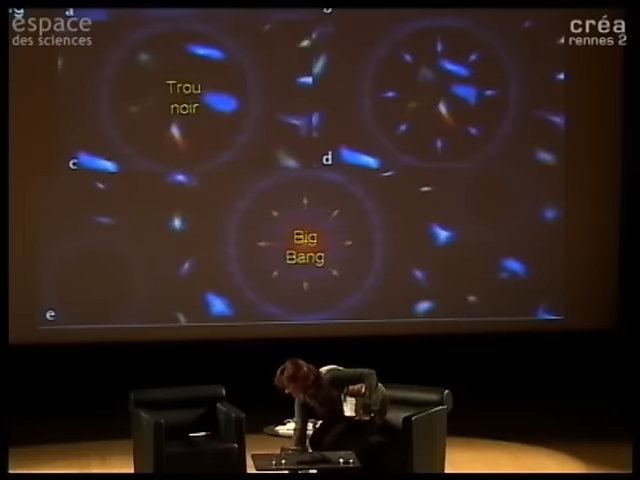 espace
des sciences
créa
rennes 2
a
b
Trou
noir
c
d
Big
Bang
e